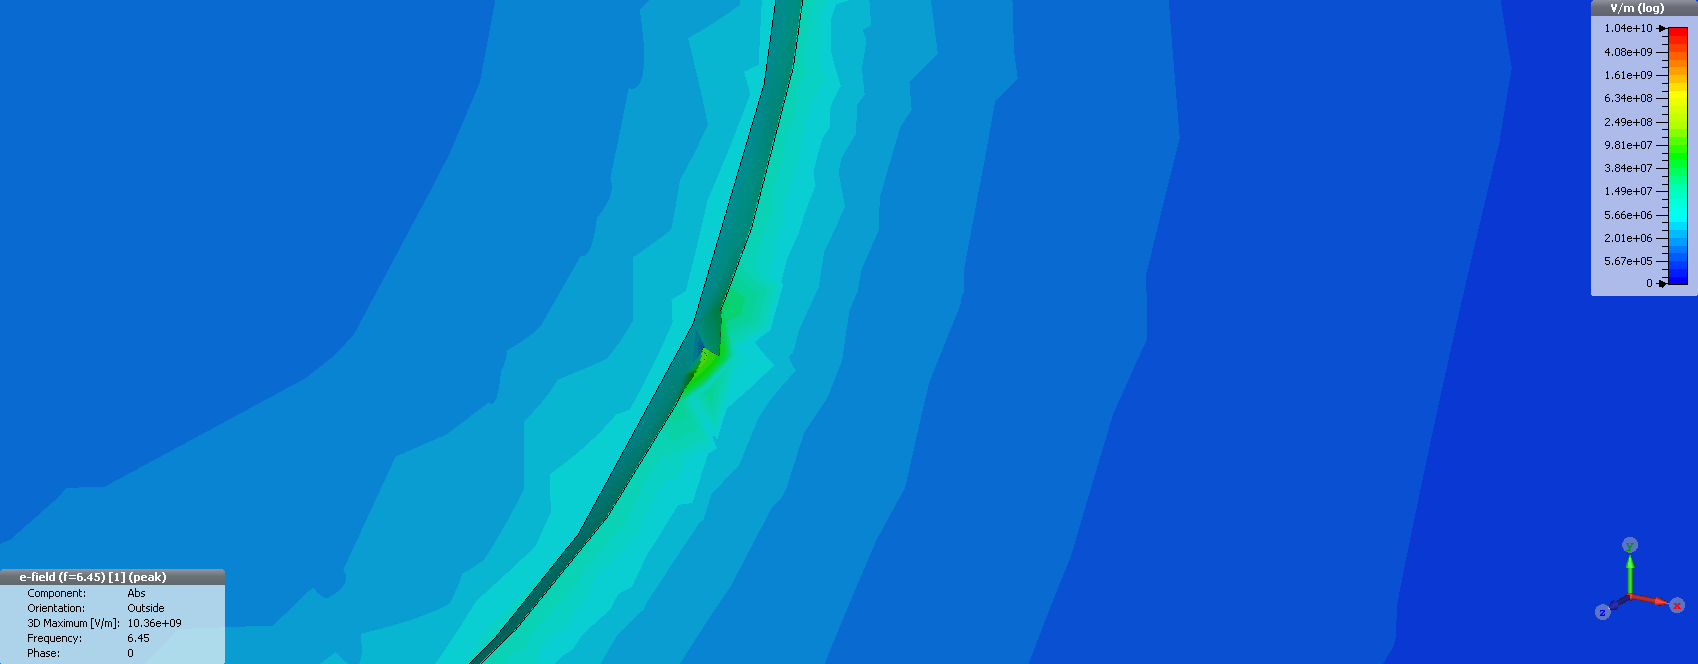 V/m (log)
1.04e+10
4.08e+09
1.61e+09
6.34e+08
2.49e+08
9.81e+07
3.84e+07
1.49e+07
5.66e+06
2.01e+06
5.67e+05
0
y
x
z
e-field (f=6.45) [1] (peak)
Component: Abs
Orientation: Outside
3D Maximum [V/m]: 10.36e+09
Frequency: 6.45
Phase: 0